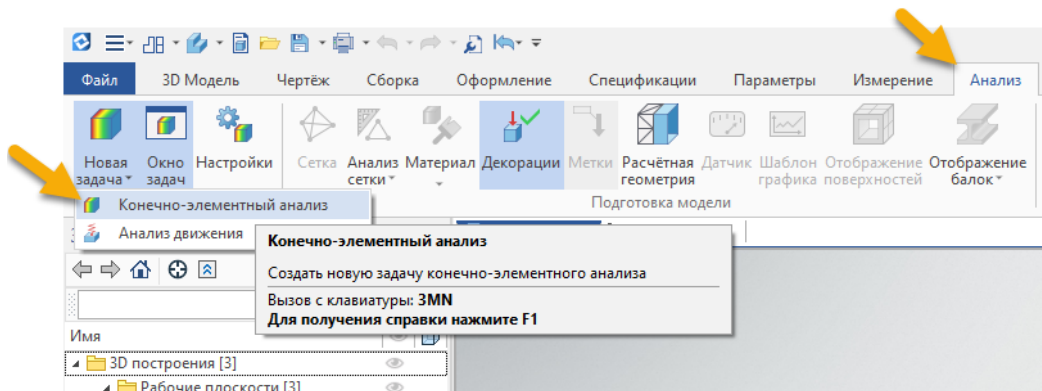 Файл 3D Модель Чертёж Сборка Оформление Спецификации Параметры Измерение Анализ
Новая задача Окно задач Настройки Сетка Анализ сетки Материал Декорации Метки Расчётная геометрия Датчик Шаблон графика Отображение поверхностей Отображение балок
Подготовка модели
Конечно-элементный анализ
Анализ движения
Конечно-элементный анализ
Создать новую задачу конечно-элементного анализа
Вызов с клавиатуры: 3MN
Для получения справки нажмите F1
Имя
3D построения [3]
Рабочие плоскости [3]